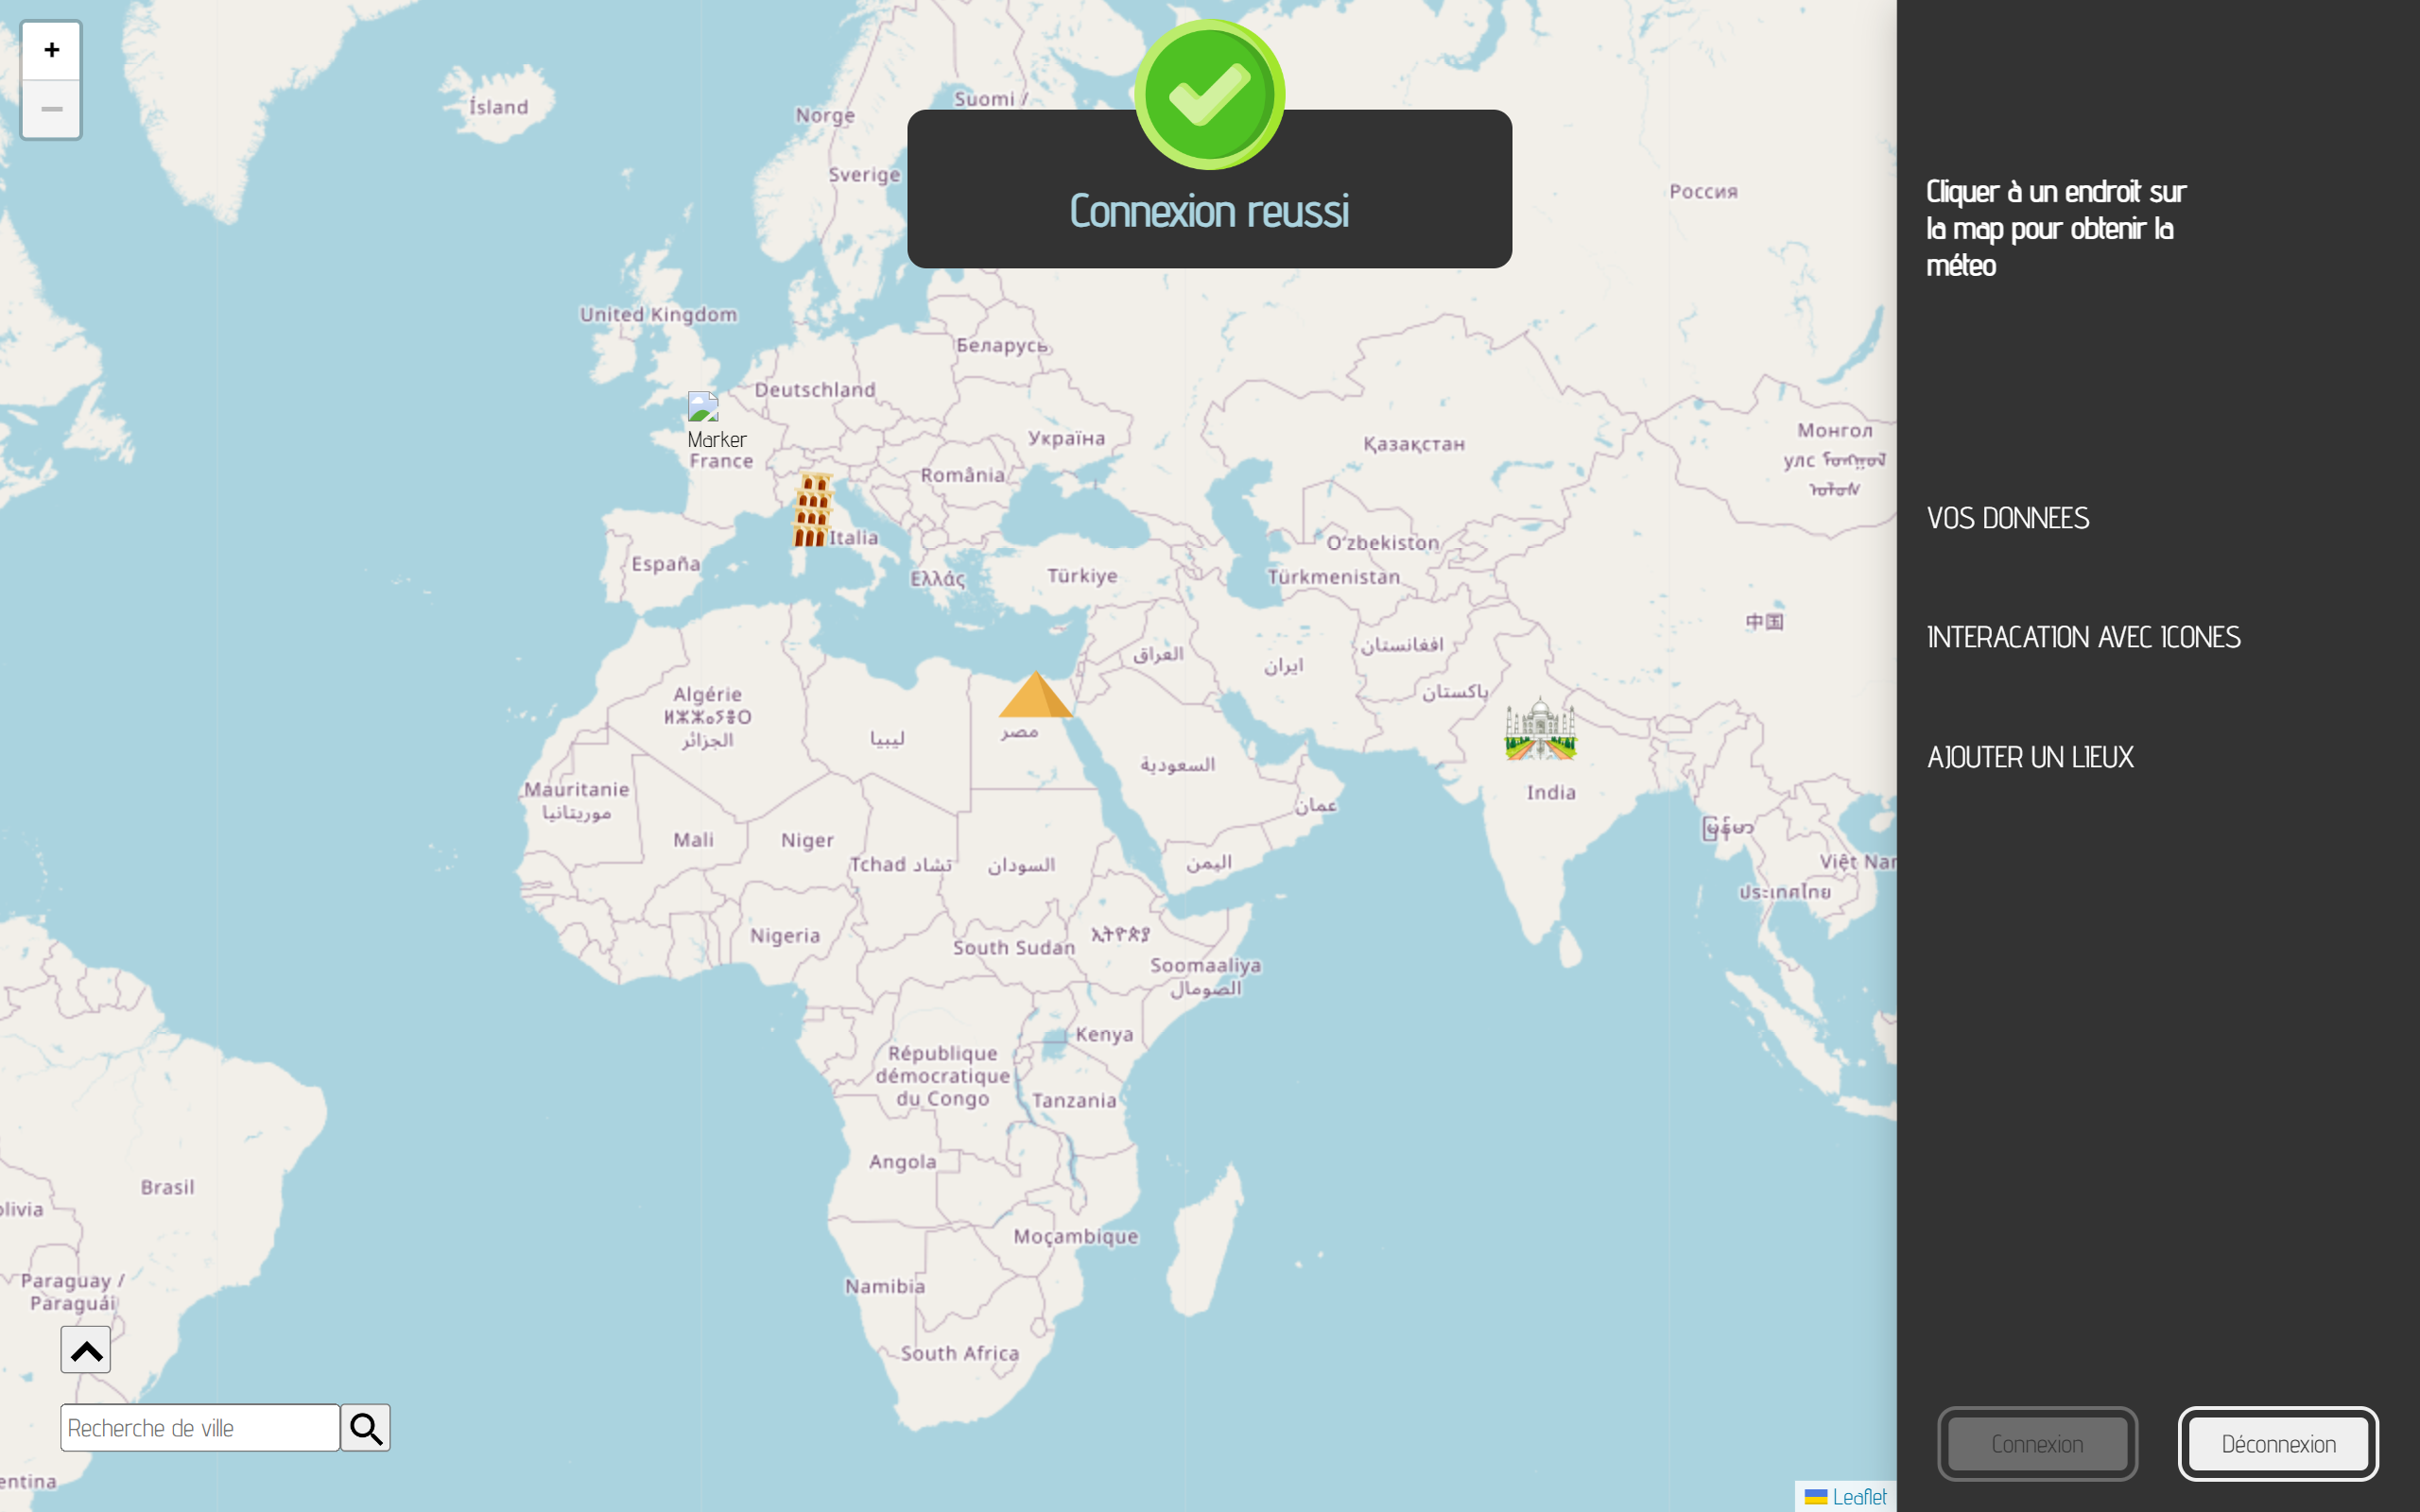 +
−
Ísland
Norge
Suomi /
Sverige
Connexion reussi
Россия
United Kingdom
Беларусь
Deutschland
Marker
France
Україна
România
Italia
España
Ελλάς
Türkiye
Қазақстан
Oʻzbekiston
Türkmenistan
Монгол
улс
中国
افغانستان
العراق
ایران
پاکستان
Algérie
ⵍⵣⵣⴰⵢⴻⵔ
الجزائر
ليبيا
مصر
السعودية
عمان
India
Mauritanie
موريتانيا
Mali
Niger
Tchad تشاد
السودان
اليمن
မြန်မာ
Việt Nar
ประเทศไทย
Nigeria
South Sudan
ኢትዮጵያ
Soomaaliya
الصومال
Kenya
République
démocratique
du Congo
Tanzania
Angola
Brasil
olivia
Moçambique
Namibia
Paraguay /
Paraguái
South Africa
entina
Recherche de ville
Leaflet
Cliquer à un endroit sur
la map pour obtenir la
méteo
VOS DONNEES
INTERACATION AVEC ICONES
AJOUTER UN LIEUX
Connexion
Déconnexion